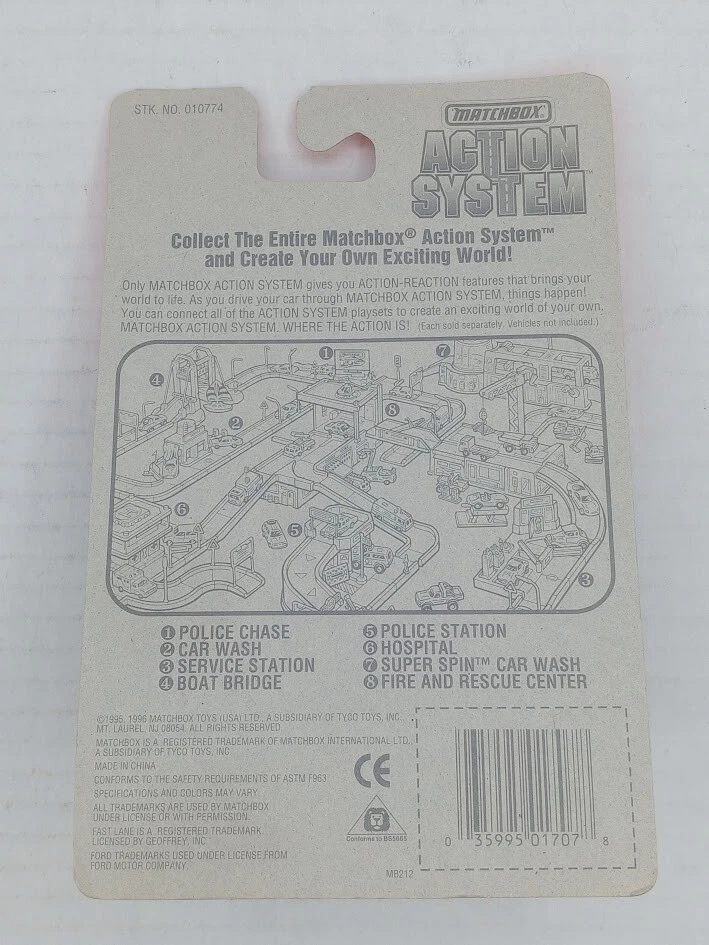 STK. NO. 010774
MATCHBOX®
ACTION
SYSTEM™
Collect The Entire Matchbox® Action System™
and Create Your Own Exciting World!
Only MATCHBOX ACTION SYSTEM gives you ACTION-REACTION features that brings your
world to life. As you drive your car through MATCHBOX ACTION SYSTEM, things happen!
You can connect all of the ACTION SYSTEM playsets to create an exciting world of your own.
MATCHBOX ACTION SYSTEM. WHERE THE ACTION IS! (Each sold separately. Vehicles not included.)
4
1
7
2
8
6
5
3
1 POLICE CHASE
2 CAR WASH
3 SERVICE STATION
4 BOAT BRIDGE
5 POLICE STATION
6 HOSPITAL
7 SUPER SPIN™ CAR WASH
8 FIRE AND RESCUE CENTER
©1995, 1996 MATCHBOX TOYS (USA) LTD., A SUBSIDIARY OF TYCO TOYS, INC.
MT. LAUREL, NJ 08054. ALL RIGHTS RESERVED
MATCHBOX IS A REGISTERED TRADEMARK OF MATCHBOX INTERNATIONAL LTD.,
A SUBSIDIARY OF TYCO TOYS, INC.
MADE IN CHINA
CONFORMS TO THE SAFETY REQUIREMENTS OF ASTM F963
SPECIFICATIONS AND COLORS MAY VARY.
ALL TRADEMARKS ARE USED BY MATCHBOX
UNDER LICENSE OR WITH PERMISSION.
FAST LANE IS A REGISTERED TRADEMARK.
LICENSED BY GEOFFREY, INC.
FORD TRADEMARKS USED UNDER LICENSE FROM
FORD MOTOR COMPANY.
CE
Conforms to BS5665
MB212
0 35995 01707 8